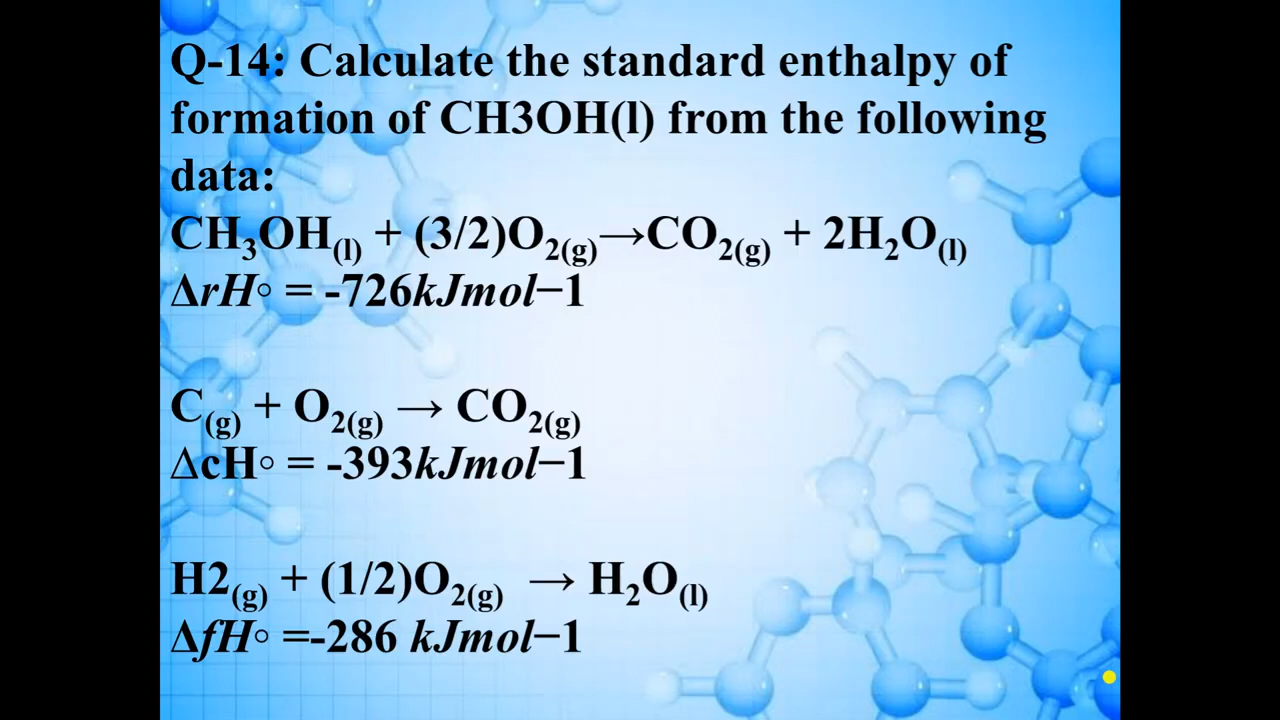 Q-14: Calculate the standard enthalpy of
formation of CH3OH(l) from the following
data:
CH₃OH₍l₎ + (3/2)O₂(g)→CO₂(g) + 2H₂O(l)
ΔrH◦ = -726kJmol−1
C(g) + O₂(g) → CO₂(g)
ΔcH◦ = -393kJmol−1
H2(g) + (1/2)O₂(g) → H₂O(l)
ΔfH◦ =-286 kJmol−1